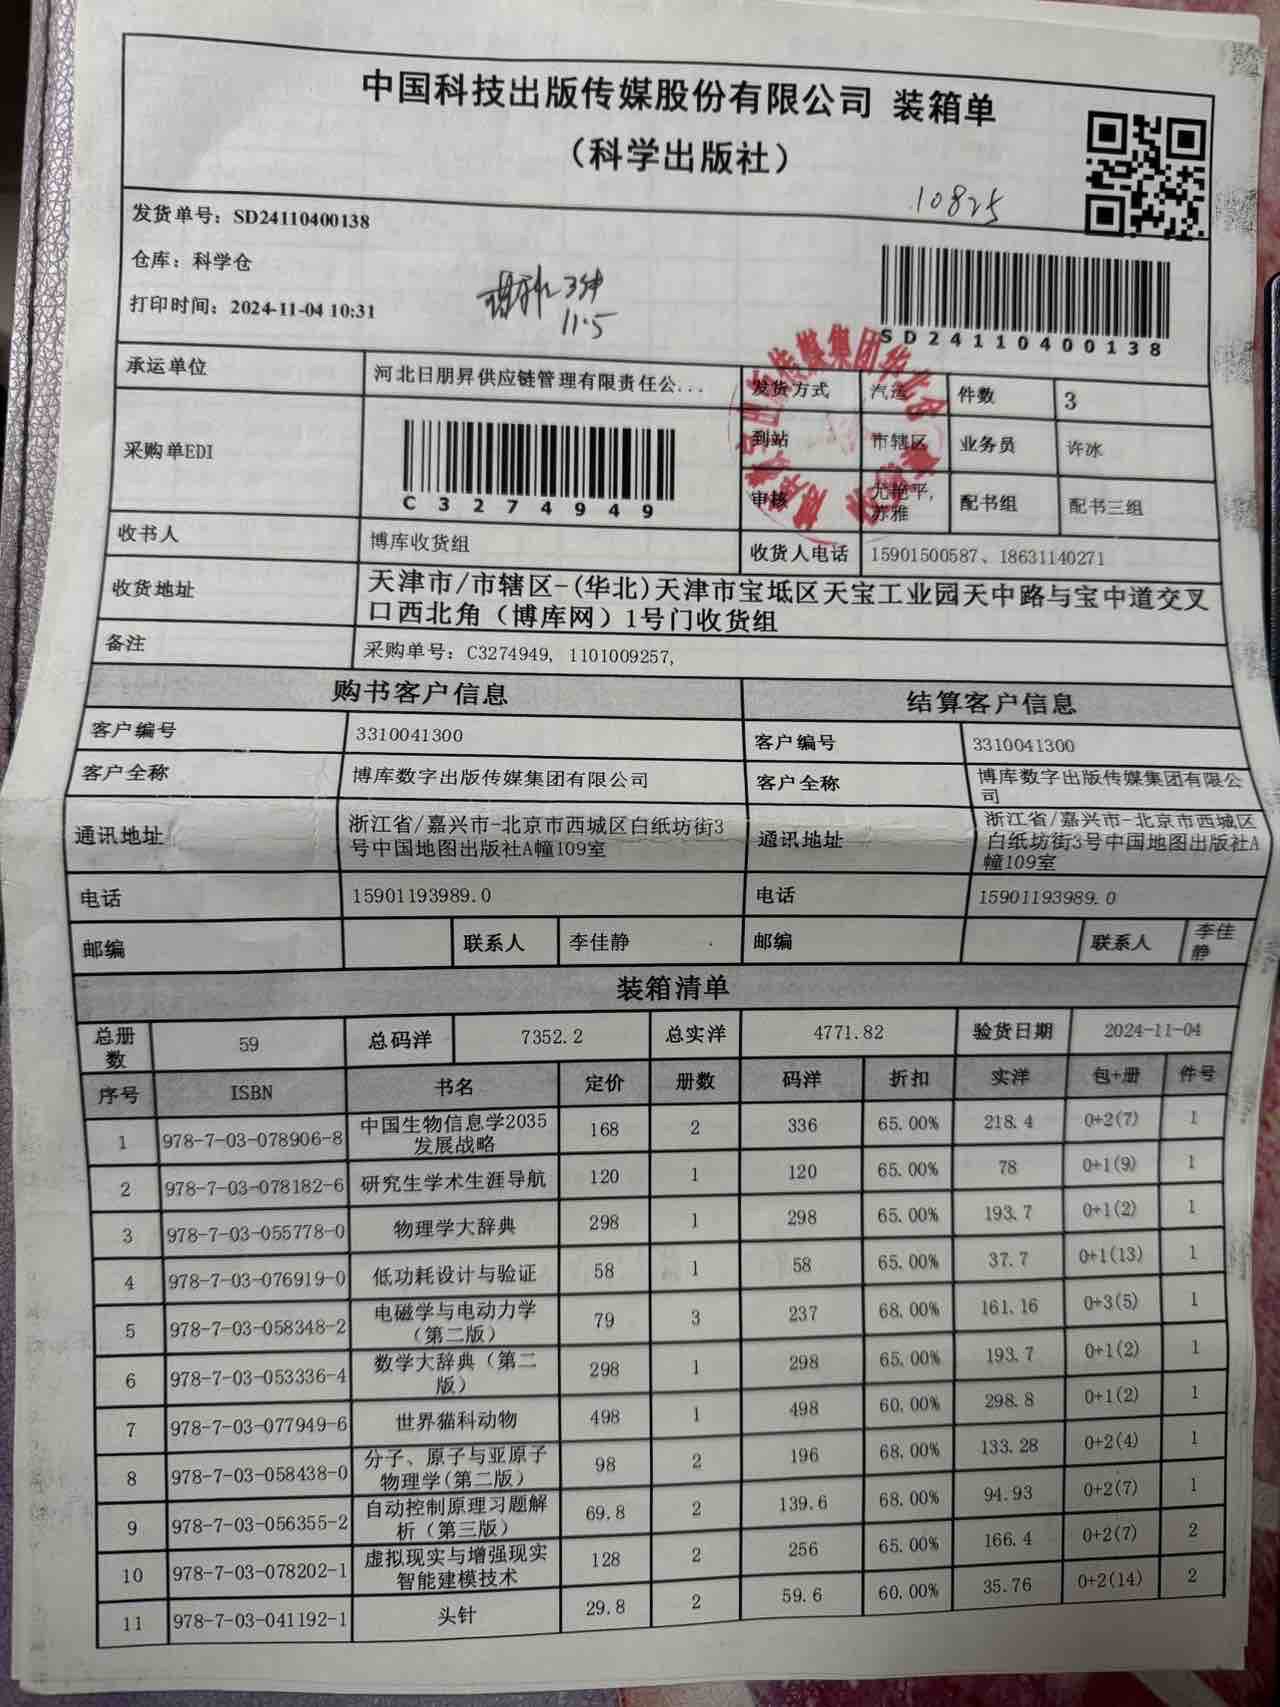 中国科技出版传媒股份有限公司 装箱单
（科学出版社）
10825
发货单号：SD24110400138
仓库：科学仓
打印时间：2024-11-04 10:31
3钟
11.5
SD24110400138
承运单位 河北日朋昇供应链管理有限责任公... 发货方式 汽运 件数 3
采购单EDI C3274949 到站 市辖区 业务员 许冰
审核 尤艳平,苏雅 配书组 配书三组
收书人 博库收货组 收货人电话 15901500587、18631140271
收货地址 天津市/市辖区-(华北)天津市宝坻区天宝工业园天中路与宝中道交叉
口西北角（博库网）1号门收货组
备注 采购单号：C3274949, 1101009257,
购书客户信息 结算客户信息
客户编号 3310041300 客户编号 3310041300
客户全称 博库数字出版传媒集团有限公司 客户全称 博库数字出版传媒集团有限公司
通讯地址 浙江省/嘉兴市-北京市西城区白纸坊街3号中国地图出版社A幢109室 通讯地址 浙江省/嘉兴市-北京市西城区白纸坊街3号中国地图出版社A幢109室
电话 15901193989.0 电话 15901193989.0
邮编 联系人 李佳静 邮编 联系人 李佳静
装箱清单
总册数 59 总码洋 7352.2 总实洋 4771.82 验货日期 2024-11-04
序号 ISBN 书名 定价 册数 码洋 折扣 实洋 包+册 件号
1 978-7-03-078906-8 中国生物信息学2035发展战略 168 2 336 65.00% 218.4 0+2(7) 1
2 978-7-03-078182-6 研究生学术生涯导航 120 1 120 65.00% 78 0+1(9) 1
3 978-7-03-055778-0 物理学大辞典 298 1 298 65.00% 193.7 0+1(2) 1
4 978-7-03-076919-0 低功耗设计与验证 58 1 58 65.00% 37.7 0+1(13) 1
5 978-7-03-058348-2 电磁学与电动力学（第二版） 79 3 237 68.00% 161.16 0+3(5) 1
6 978-7-03-053336-4 数学大辞典（第二版） 298 1 298 65.00% 193.7 0+1(2) 1
7 978-7-03-077949-6 世界猫科动物 498 1 498 60.00% 298.8 0+1(2) 1
8 978-7-03-058438-0 分子、原子与亚原子物理学(第二版） 98 2 196 68.00% 133.28 0+2(4) 1
9 978-7-03-056355-2 自动控制原理习题解析（第三版） 69.8 2 139.6 68.00% 94.93 0+2(7) 1
10 978-7-03-078202-1 虚拟现实与增强现实智能建模技术 128 2 256 65.00% 166.4 0+2(7) 2
11 978-7-03-041192-1 头针 29.8 2 59.6 60.00% 35.76 0+2(14) 2